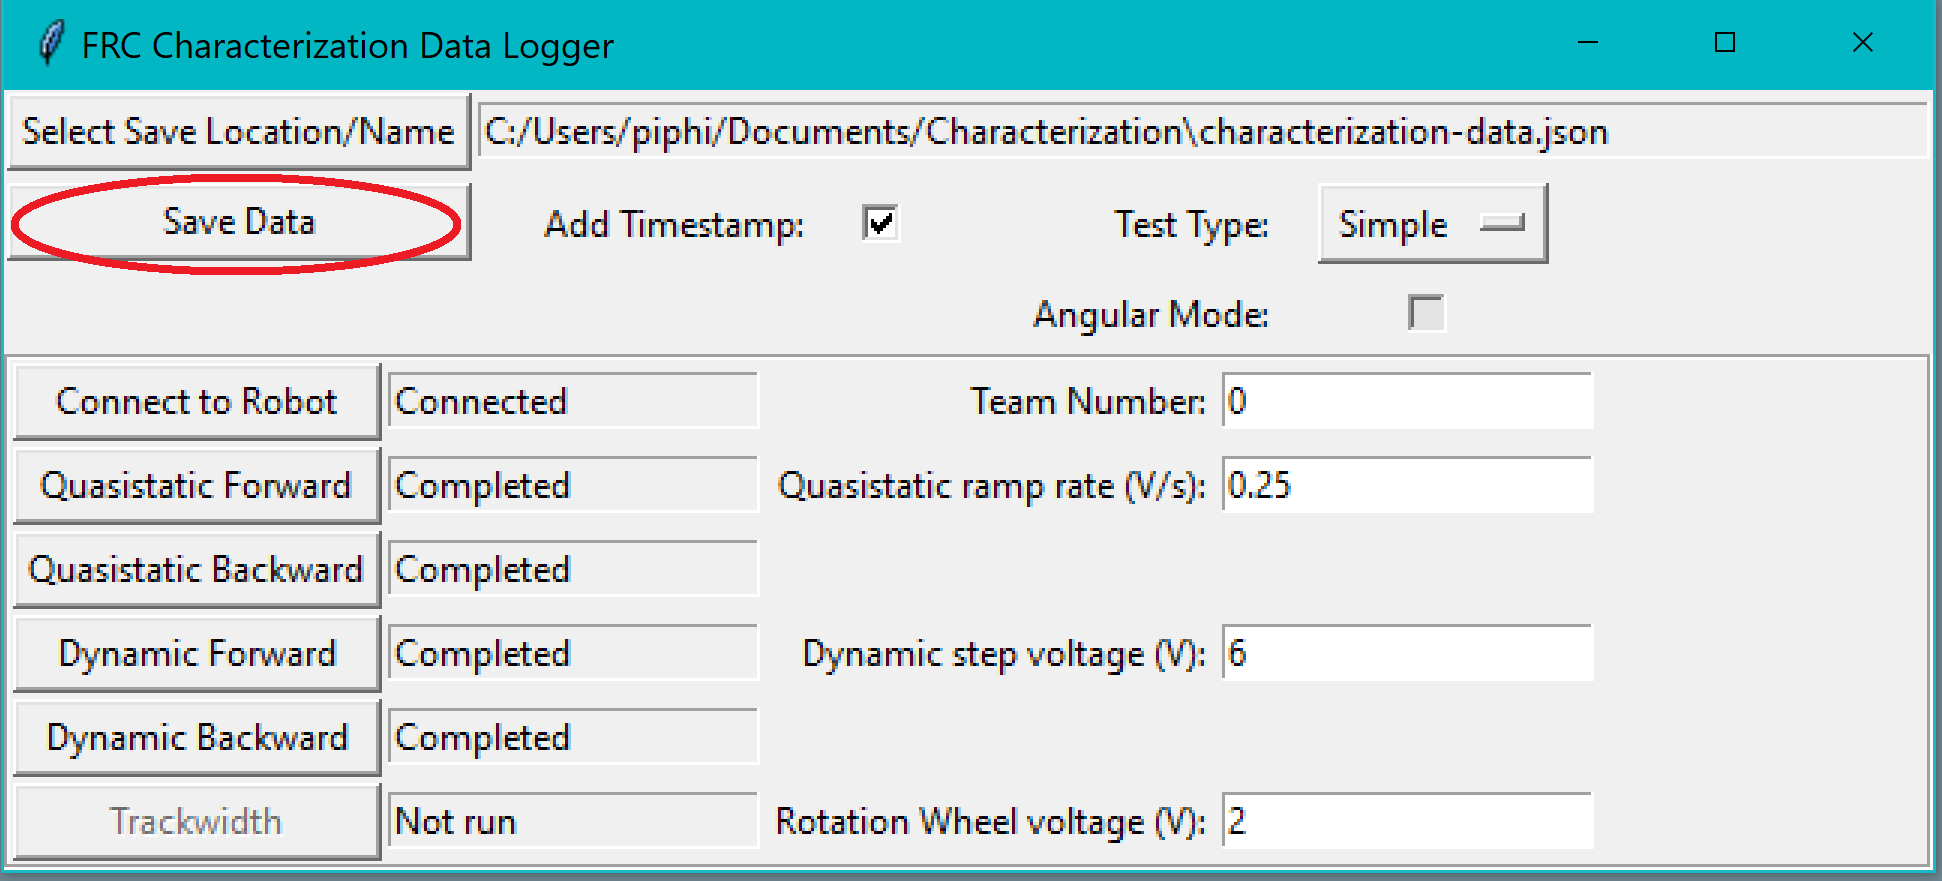 FRC Characterization Data Logger
Select Save Location/Name C:/Users/piphi/Documents/Characterization\characterization-data.json
Save Data Add Timestamp: Test Type: Simple
Angular Mode:
Connect to Robot Connected Team Number: 0
Quasistatic Forward Completed Quasistatic ramp rate (V/s): 0.25
Quasistatic Backward Completed
Dynamic Forward Completed Dynamic step voltage (V): 6
Dynamic Backward Completed
Trackwidth Not run Rotation Wheel voltage (V): 2